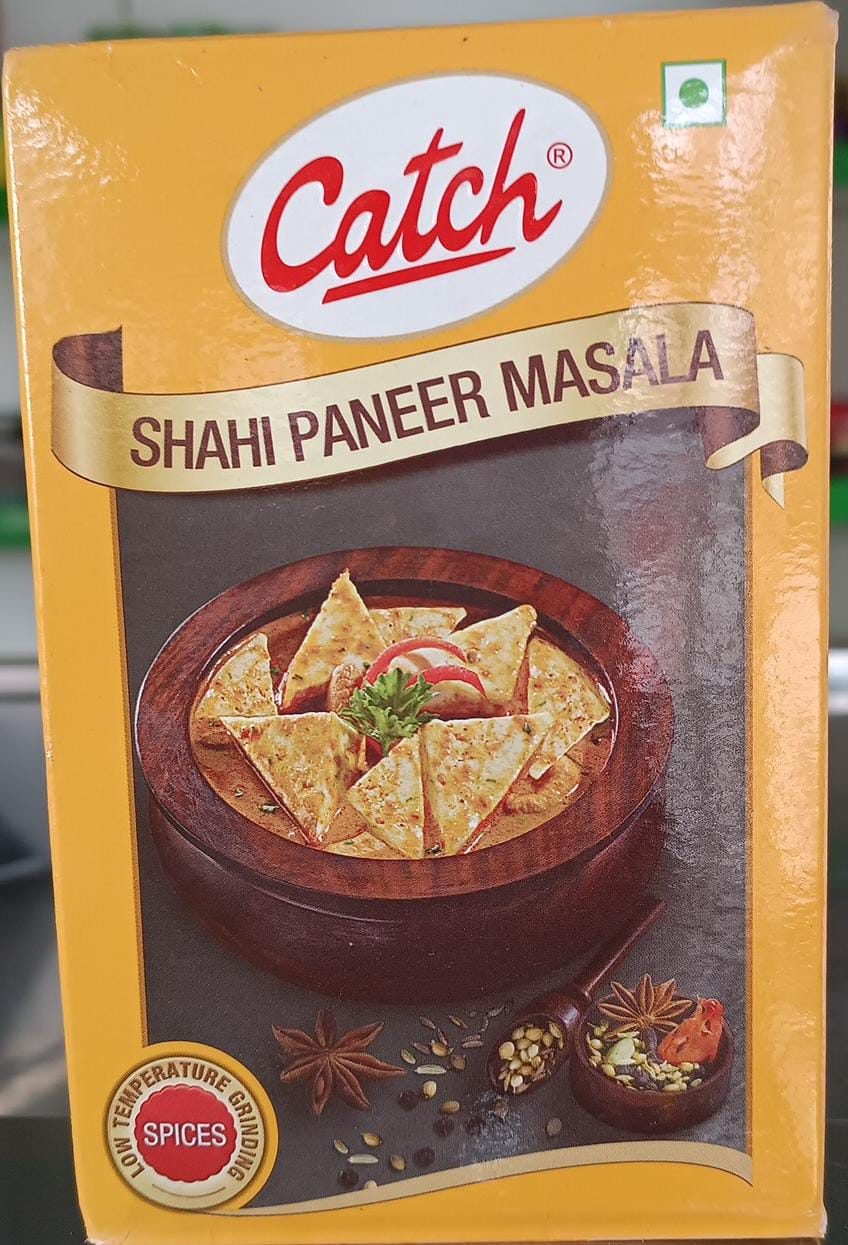 Catch®
SHAHI PANEER MASALA
LOW TEMPERATURE GRINDING
SPICES